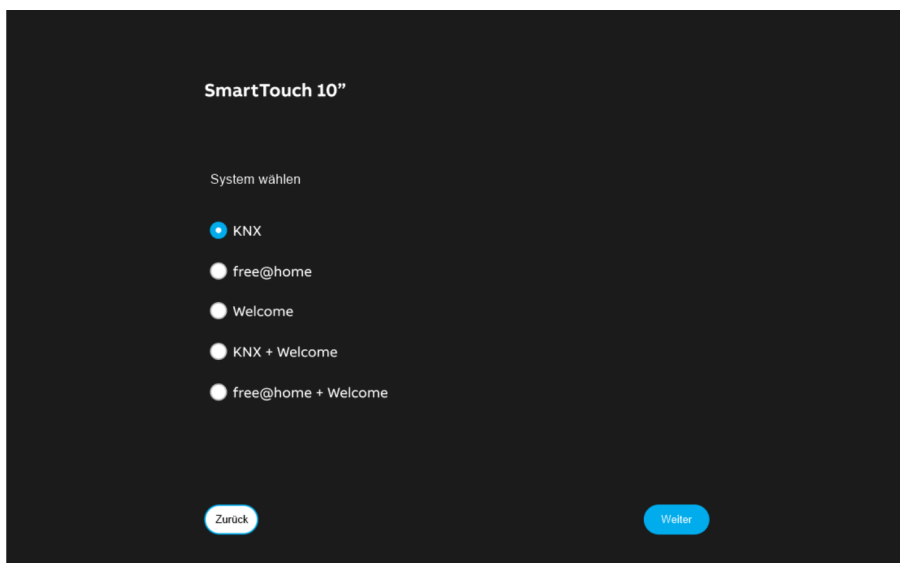 SmartTouch 10”
System wählen
KNX
free@home
Welcome
KNX + Welcome
free@home + Welcome
Zurück
Weiter